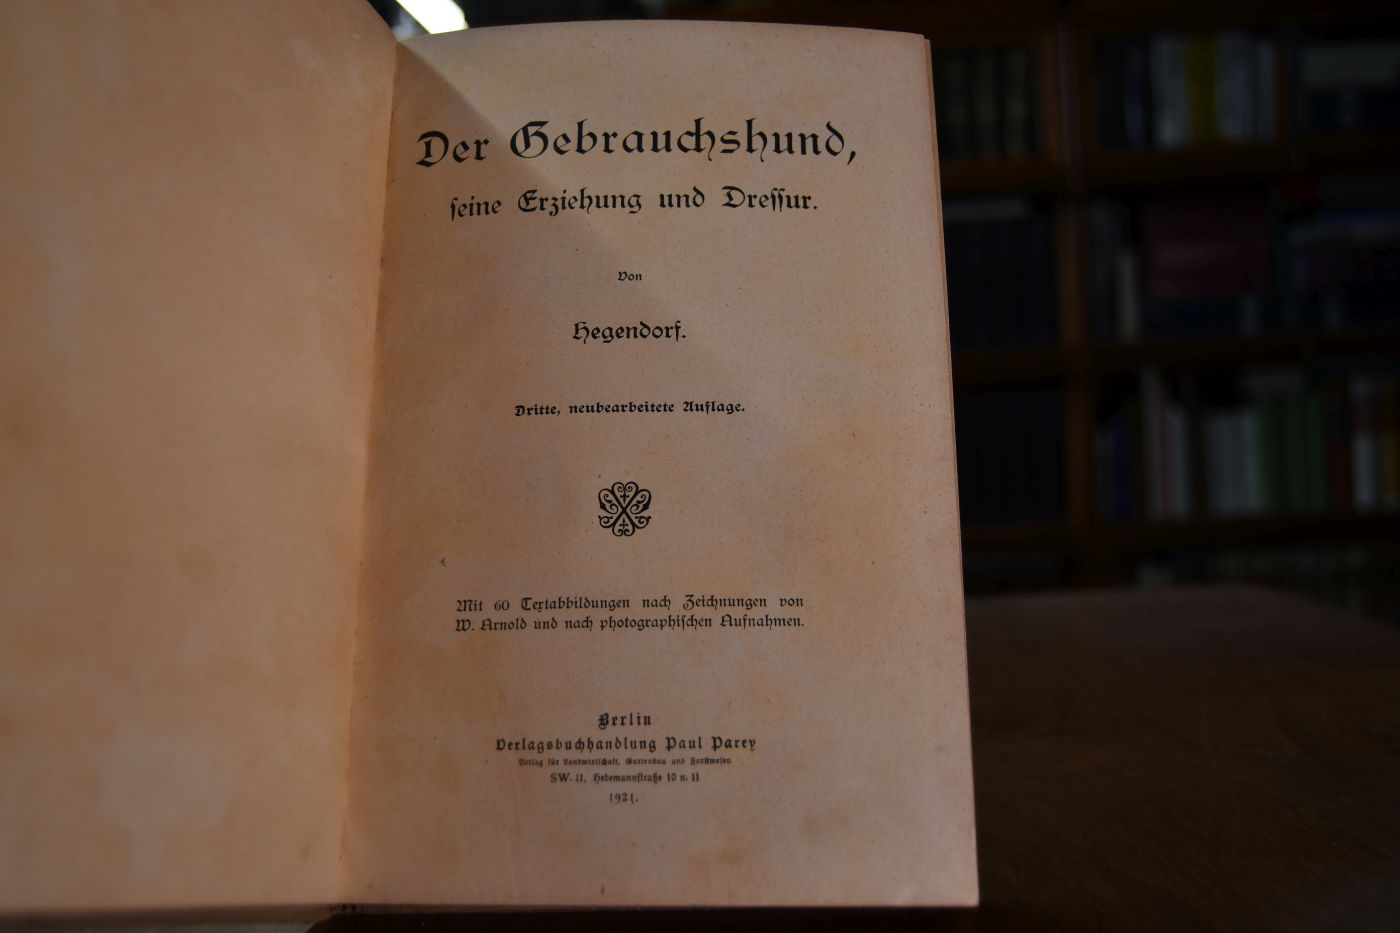 Der Gebrauchshund,
ſeine Erziehung und Dreſſur.
Von
Hegendorf.
Dritte, neubearbeitete Auflage.
Mit 60 Textabbildungen nach Zeichnungen von
W. Arnold und nach photographiſchen Aufnahmen.
Berlin
Verlagsbuchhandlung Paul Parey
Verlag für Landwirtſchaft, Gartenbau und Forſtweſen
SW. 11, Hedemannſtraße 10 u. 11
1921.